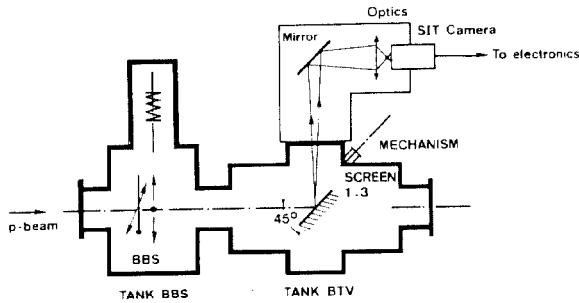 Optics
SIT Camera
Mirror
To electronics
MECHANISM
SCREEN
1.3
p-beam
45°
BBS
TANK BBS
TANK BTV